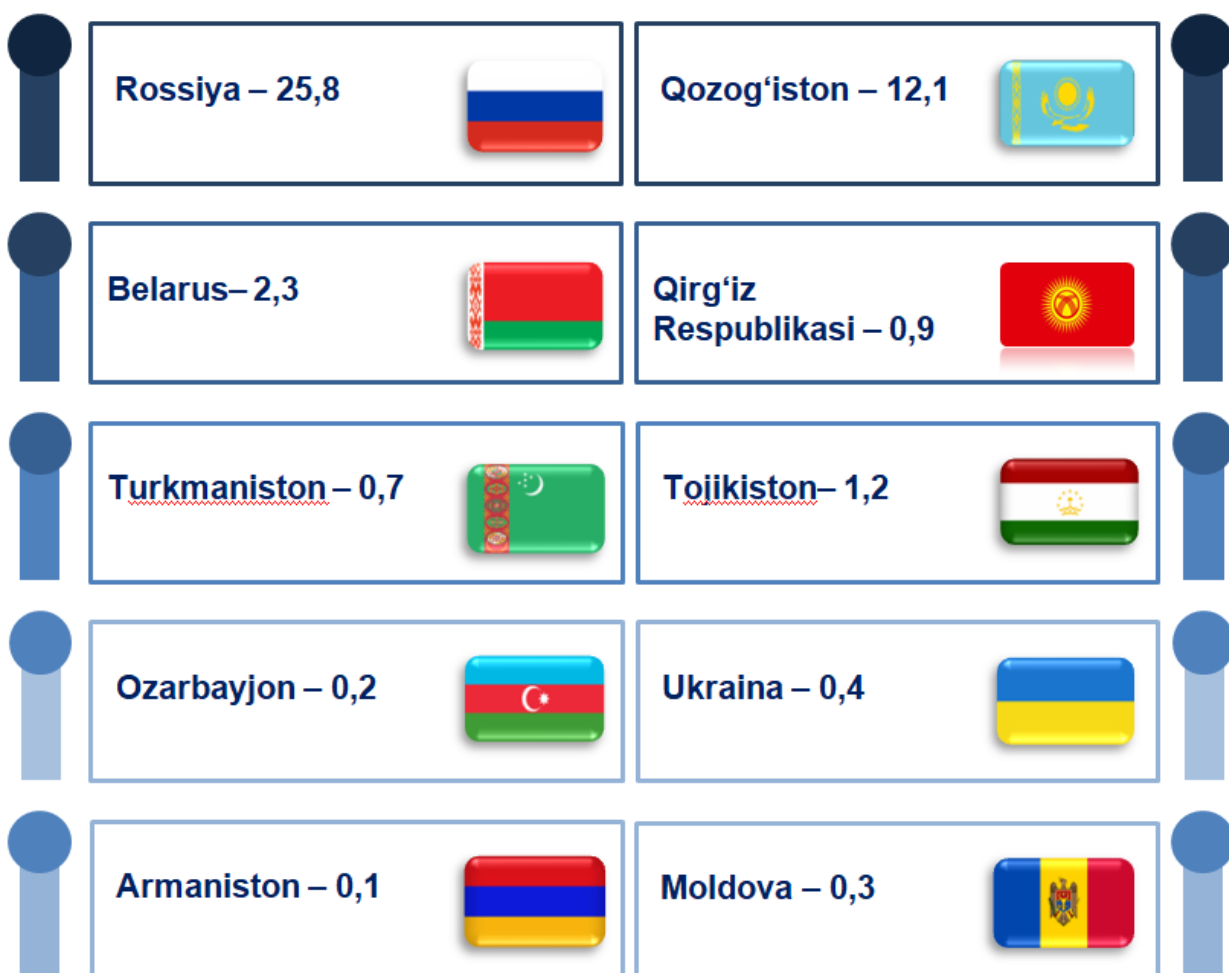 Rossiya – 25,8
Qozog‘iston – 12,1
Belarus– 2,3
Qirg‘iz
Respublikasi – 0,9
Turkmaniston – 0,7
Tojikiston– 1,2
Ozarbayjon – 0,2
Ukraina – 0,4
Armaniston – 0,1
Moldova – 0,3